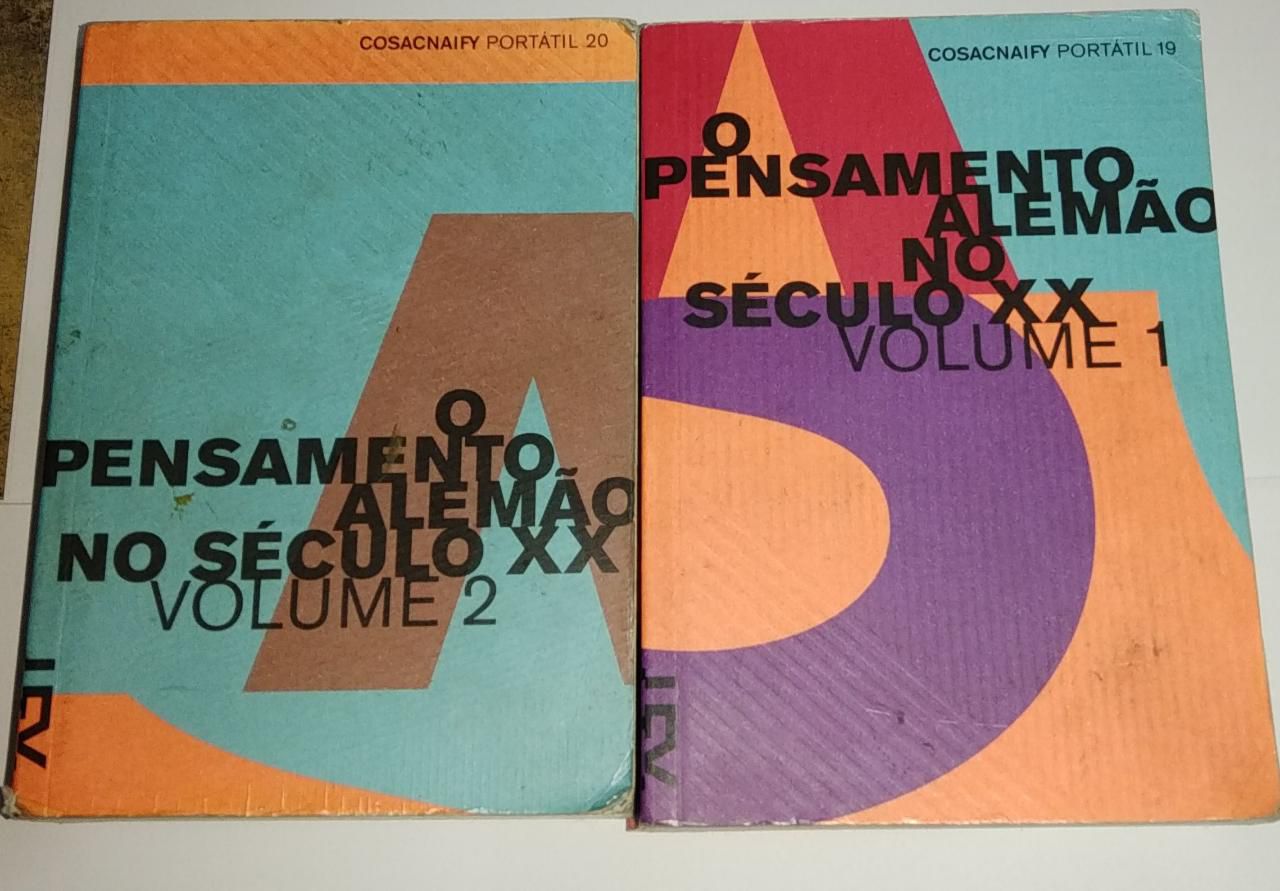 COSACNAIFY PORTÁTIL 20
O
PENSAMENTO
ALEMÃO
NO SÉCULO XX
VOLUME 2
COSACNAIFY PORTÁTIL 19
O
PENSAMENTO
ALEMÃO
NO
SÉCULO XX
VOLUME 1